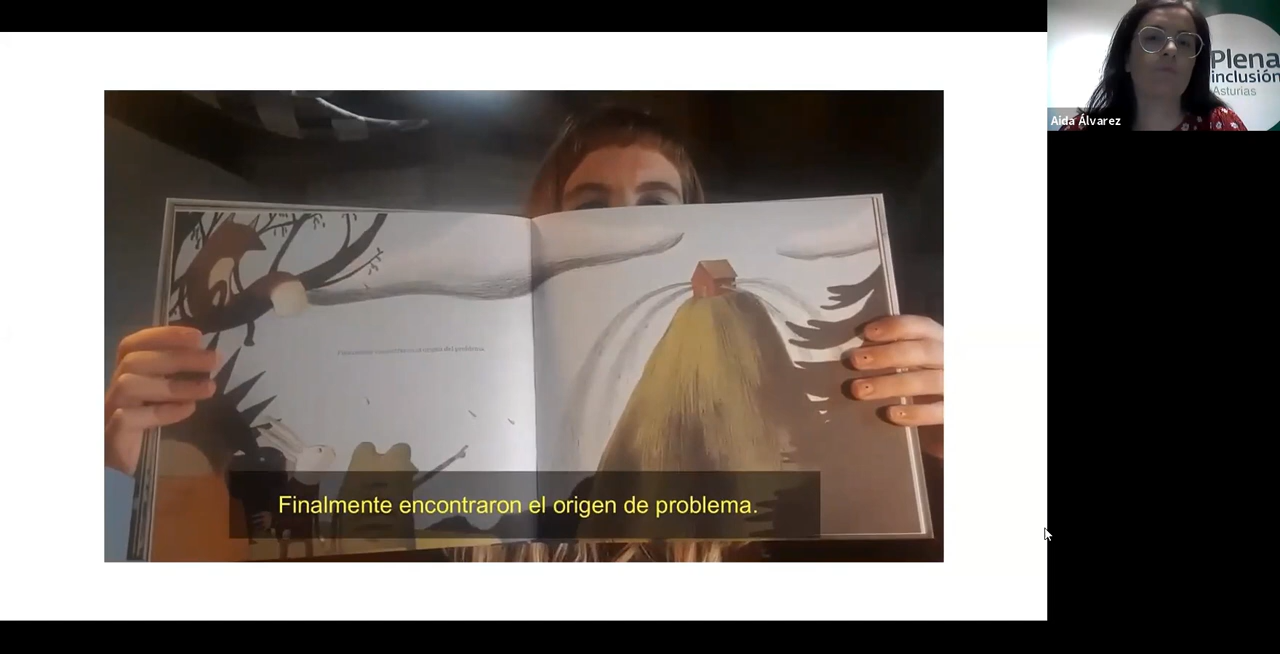 Plena
inclusión
Asturias
Aida Álvarez
Finalmente encontraron el origen de problema.